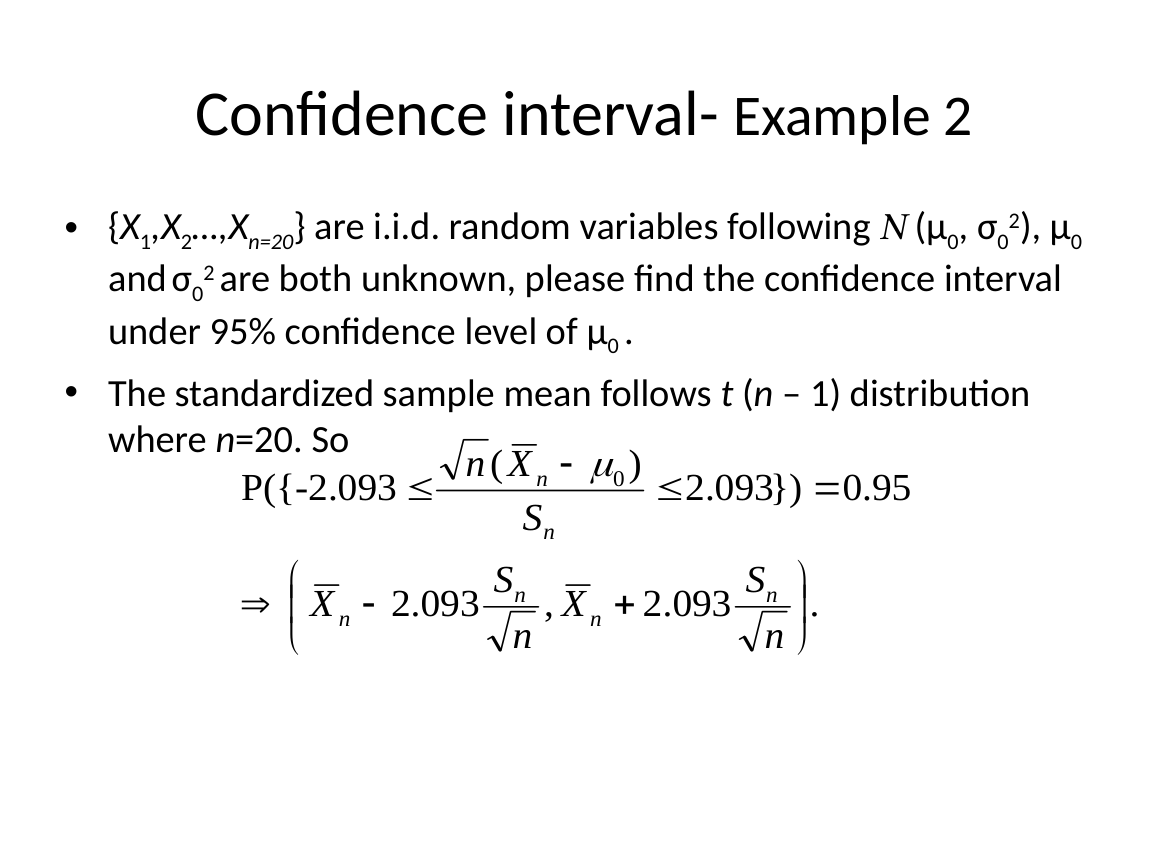 Confidence interval- Example 2
• {X₁,X₂…,Xₙ₌₂₀} are i.i.d. random variables following N (μ₀, σ₀²), μ₀
and σ₀² are both unknown, please find the confidence interval
under 95% confidence level of μ₀ .
• The standardized sample mean follows t (n – 1) distribution
where n=20. So
P({-2.093 ≤ √n(X̅ₙ - μ₀) / Sₙ ≤ 2.093}) = 0.95
⇒ ( X̅ₙ - 2.093 Sₙ/√n , X̅ₙ + 2.093 Sₙ/√n ).